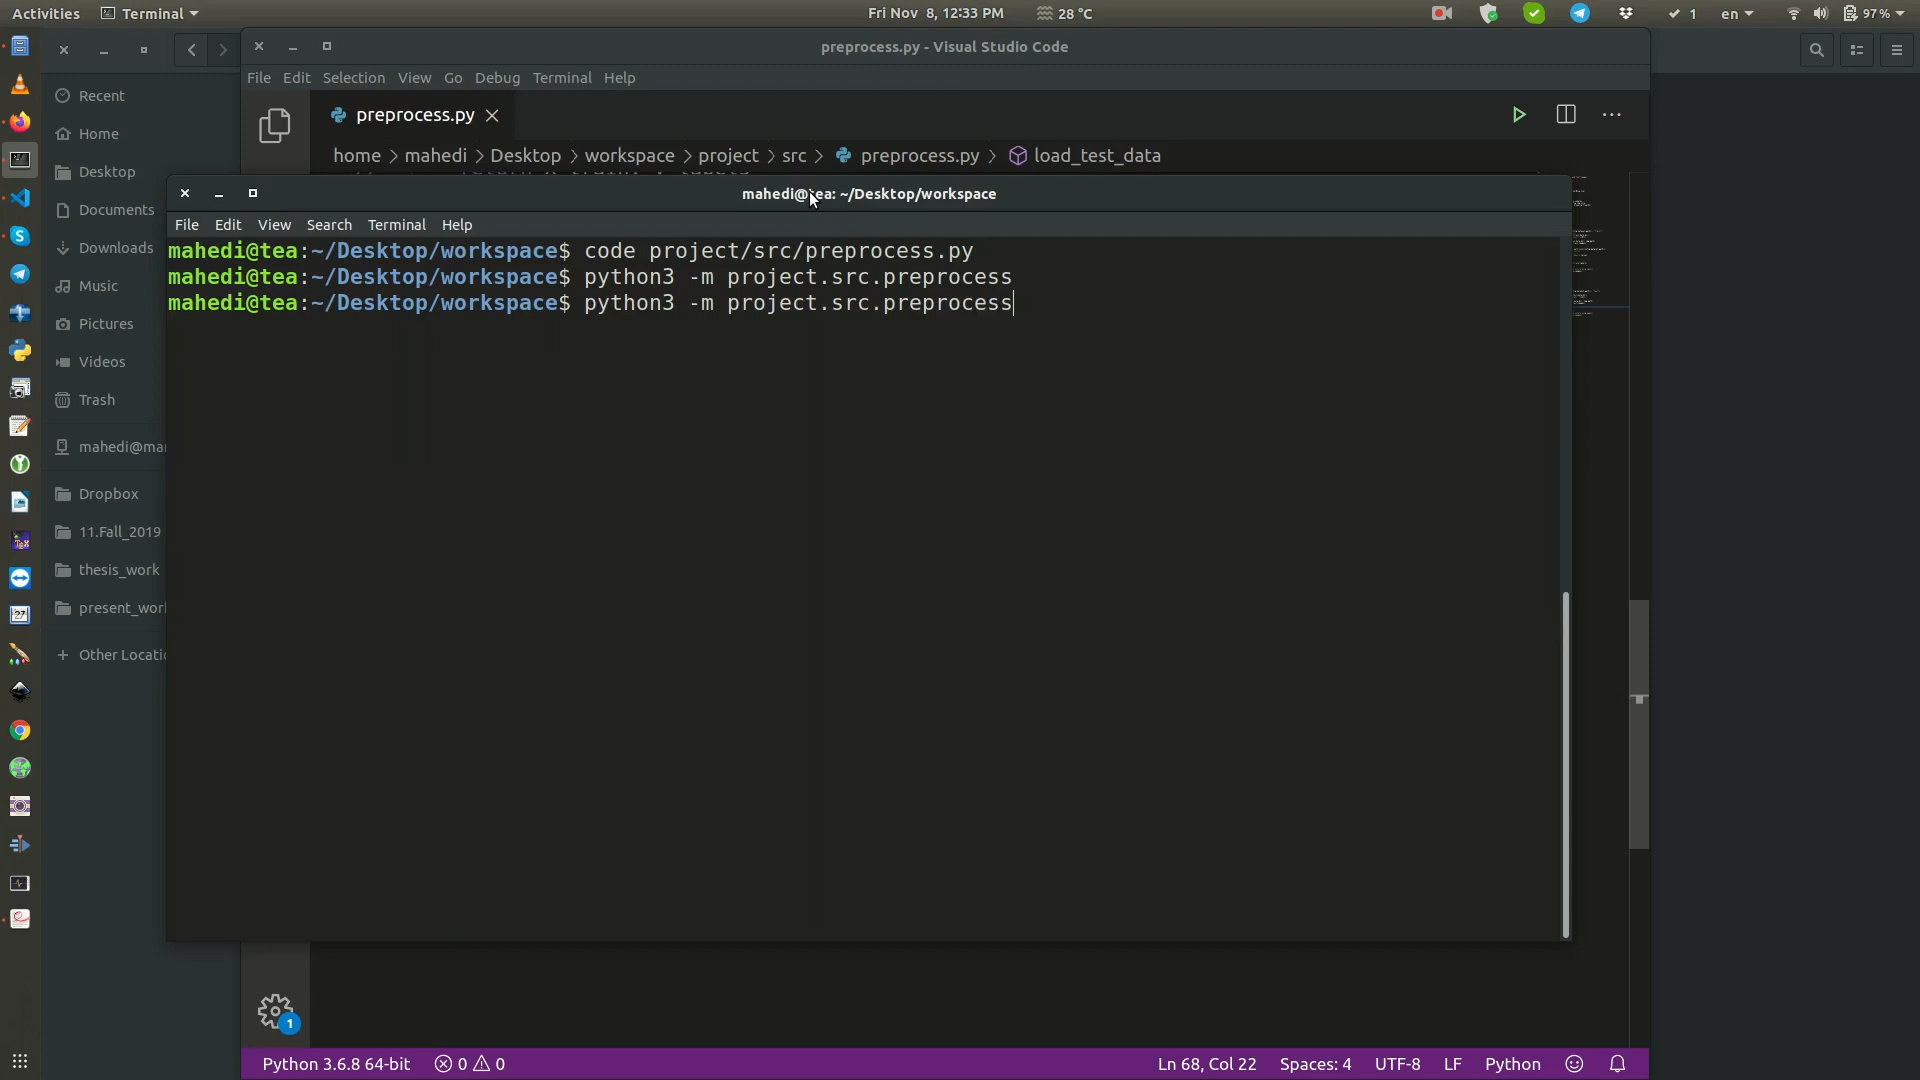 Activities Terminal Fri Nov 8, 12:33 PM 28 °C 1 en 97%
preprocess.py - Visual Studio Code
File Edit Selection View Go Debug Terminal Help
Recent
Home
Desktop
Documents
Downloads
Music
Pictures
Videos
Trash
mahedi@ma
Dropbox
11.Fall_2019
thesis_work
present_wor
Other Locati
preprocess.py
home > mahedi > Desktop > workspace > project > src > preprocess.py > load_test_data
mahedi@tea: ~/Desktop/workspace
File Edit View Search Terminal Help
mahedi@tea:~/Desktop/workspace$ code project/src/preprocess.py
mahedi@tea:~/Desktop/workspace$ python3 -m project.src.preprocess
mahedi@tea:~/Desktop/workspace$ python3 -m project.src.preprocess
27
1
Python 3.6.8 64-bit 0 0 Ln 68, Col 22 Spaces: 4 UTF-8 LF Python